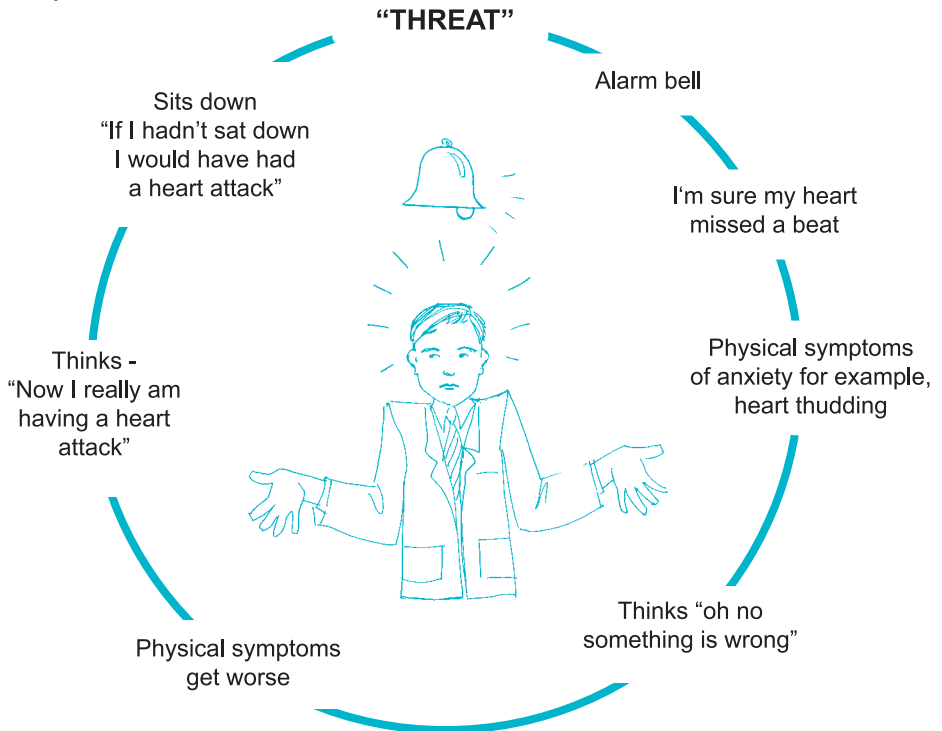 “THREAT”
Alarm bell
I‘m sure my heart
missed a beat
Physical symptoms
of anxiety for example,
heart thudding
Thinks “oh no
something is wrong”
Physical symptoms
get worse
Thinks -
“Now I really am
having a heart
attack”
Sits down
“If I hadn’t sat down
I would have had
a heart attack”